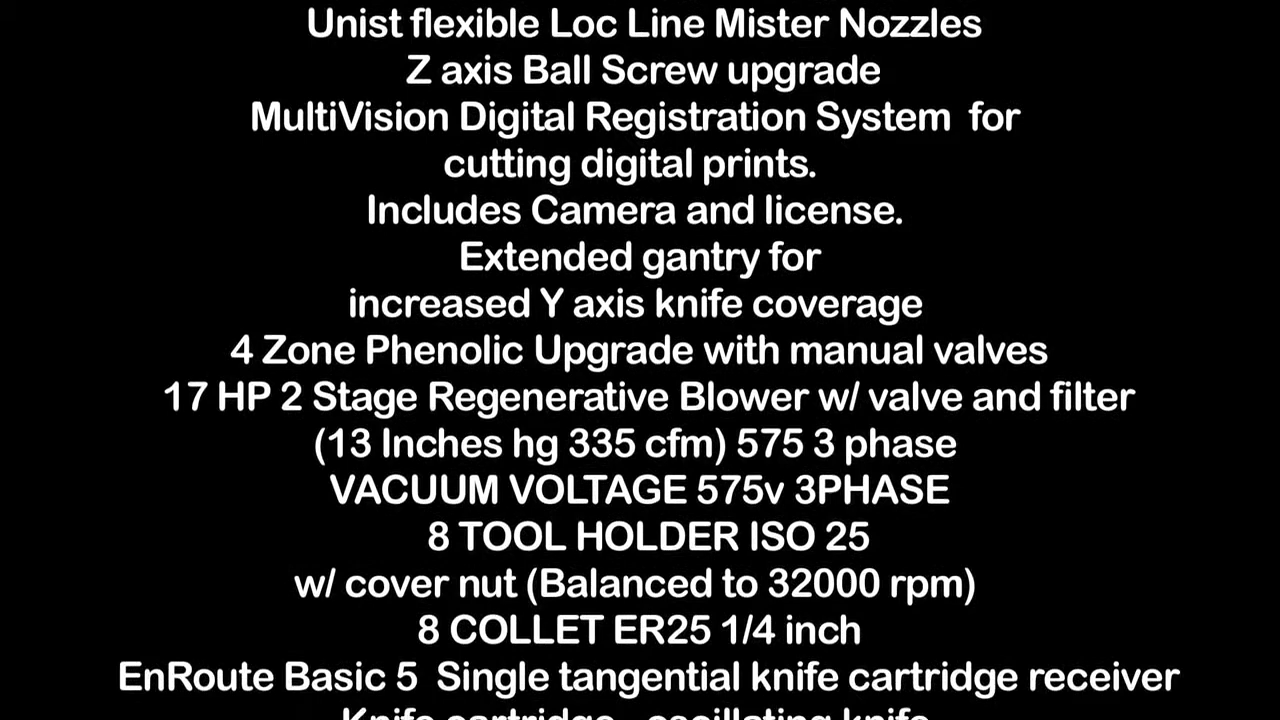 Unist flexible Loc Line Mister Nozzles
Z axis Ball Screw upgrade
MultiVision Digital Registration System  for
cutting digital prints.
Includes Camera and license.
Extended gantry for
increased Y axis knife coverage
4 Zone Phenolic Upgrade with manual valves
17 HP 2 Stage Regenerative Blower w/ valve and filter
(13 Inches hg 335 cfm) 575 3 phase
VACUUM VOLTAGE 575v 3PHASE
8 TOOL HOLDER ISO 25
w/ cover nut (Balanced to 32000 rpm)
8 COLLET ER25 1/4 inch
EnRoute Basic 5  Single tangential knife cartridge receiver
Knife cartridge - oscillating knife